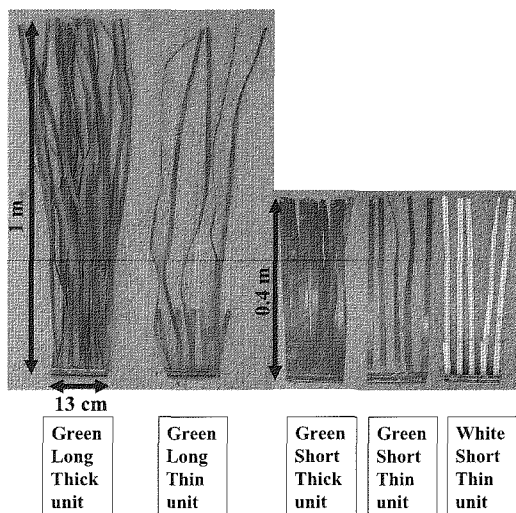 1 m
0.4 m
13 cm
Green
Long
Thick
unit
Green
Long
Thin
unit
Green
Short
Thick
unit
Green
Short
Thin
unit
White
Short
Thin
unit